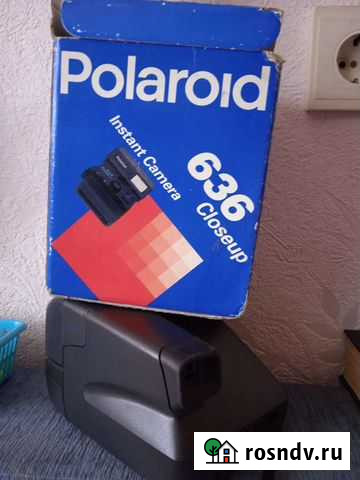 Polaroid
Instant Camera
636
Closeup
rosndv.ru